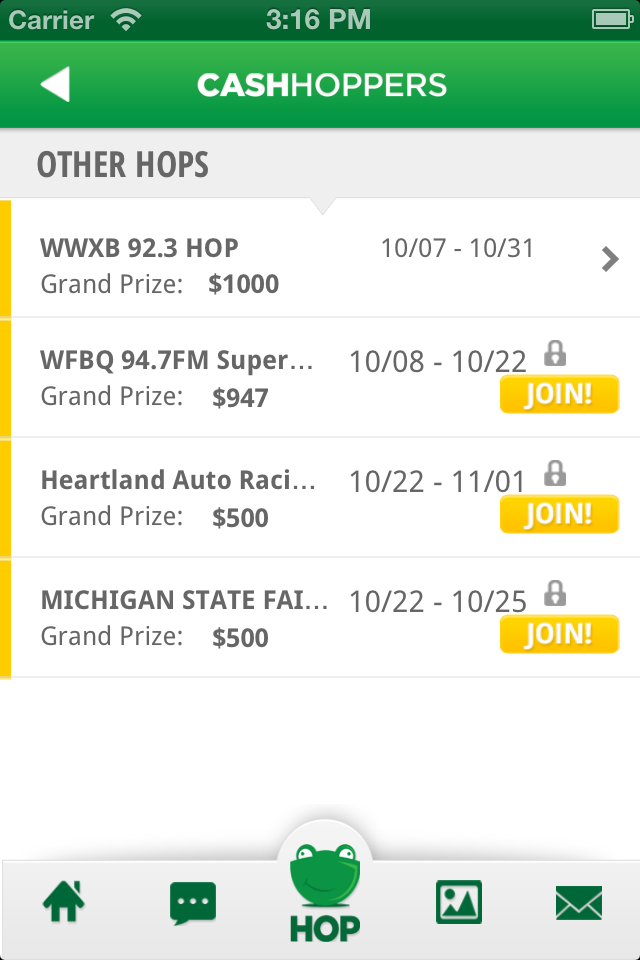 Carrier 3:16 PM
CASHHOPPERS
OTHER HOPS
WWXB 92.3 HOP 10/07 - 10/31
Grand Prize: $1000
WFBQ 94.7FM Super... 10/08 - 10/22
Grand Prize: $947 JOIN!
Heartland Auto Raci... 10/22 - 11/01
Grand Prize: $500 JOIN!
MICHIGAN STATE FAI... 10/22 - 10/25
Grand Prize: $500 JOIN!
HOP